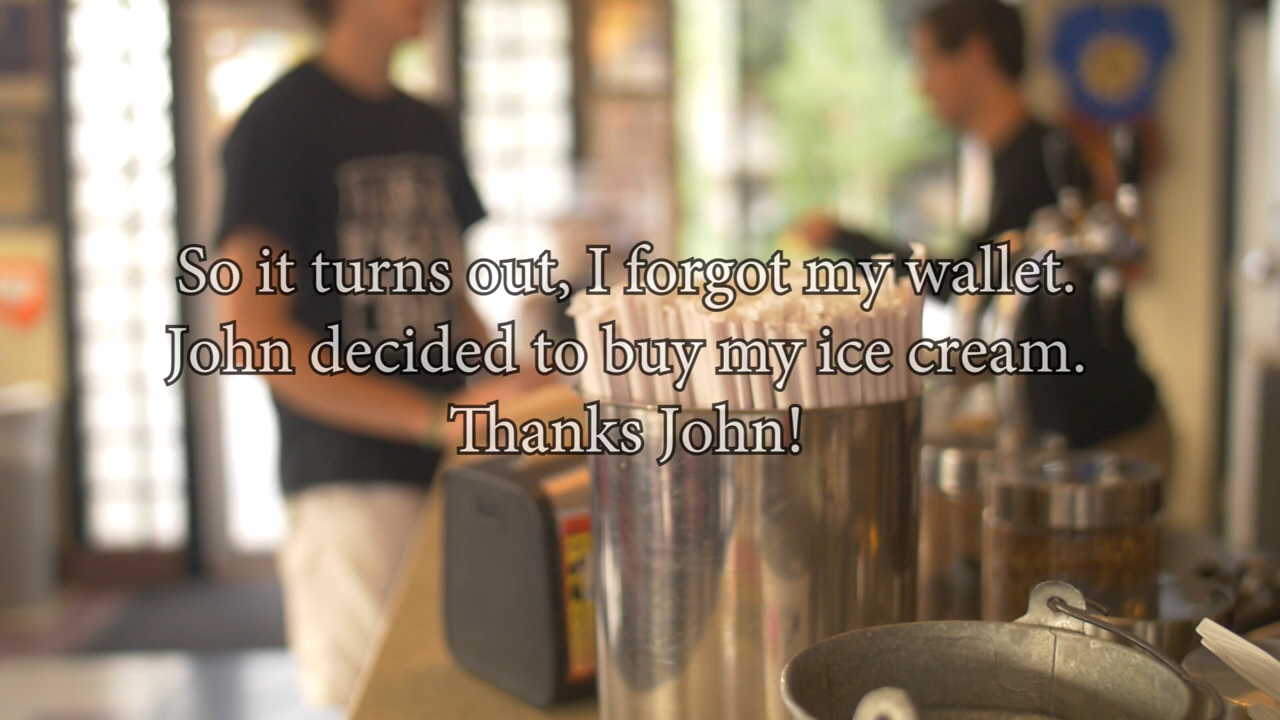 So it turns out, I forgot my wallet.
John decided to buy my ice cream.
Thanks John!